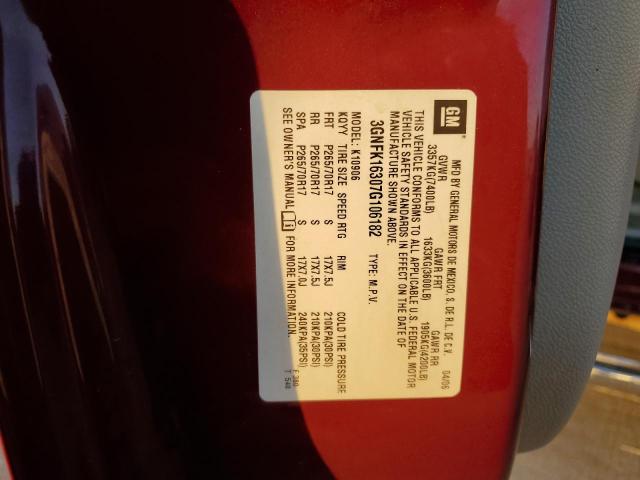 GM
MFD BY GENERAL MOTORS DE MEXICO, S. DE R.L. DE C.V. 04/06
GVWR GAWR FRT GAWR RR
3357KG(7400LB) 1633KG(3600LB) 1905KG(4200LB)
THIS VEHICLE CONFORMS TO ALL APPLICABLE U.S. FEDERAL MOTOR
VEHICLE SAFETY STANDARDS IN EFFECT ON THE DATE OF
MANUFACTURE SHOWN ABOVE.
3GNFK16307G106182 TYPE: M.P.V.
MODEL: K10906
KQYY TIRE SIZE SPEED RTG RIM COLD TIRE PRESSURE
FRT P265/70R17 S 17X7.5J 210KPA(30PSI)
RR P265/70R17 S 17X7.5J 210KPA(30PSI)
SPA P265/70R17 S 17X7.0J 240KPA(35PSI)
SEE OWNER'S MANUAL FOR MORE INFORMATION.
F 380
T 548